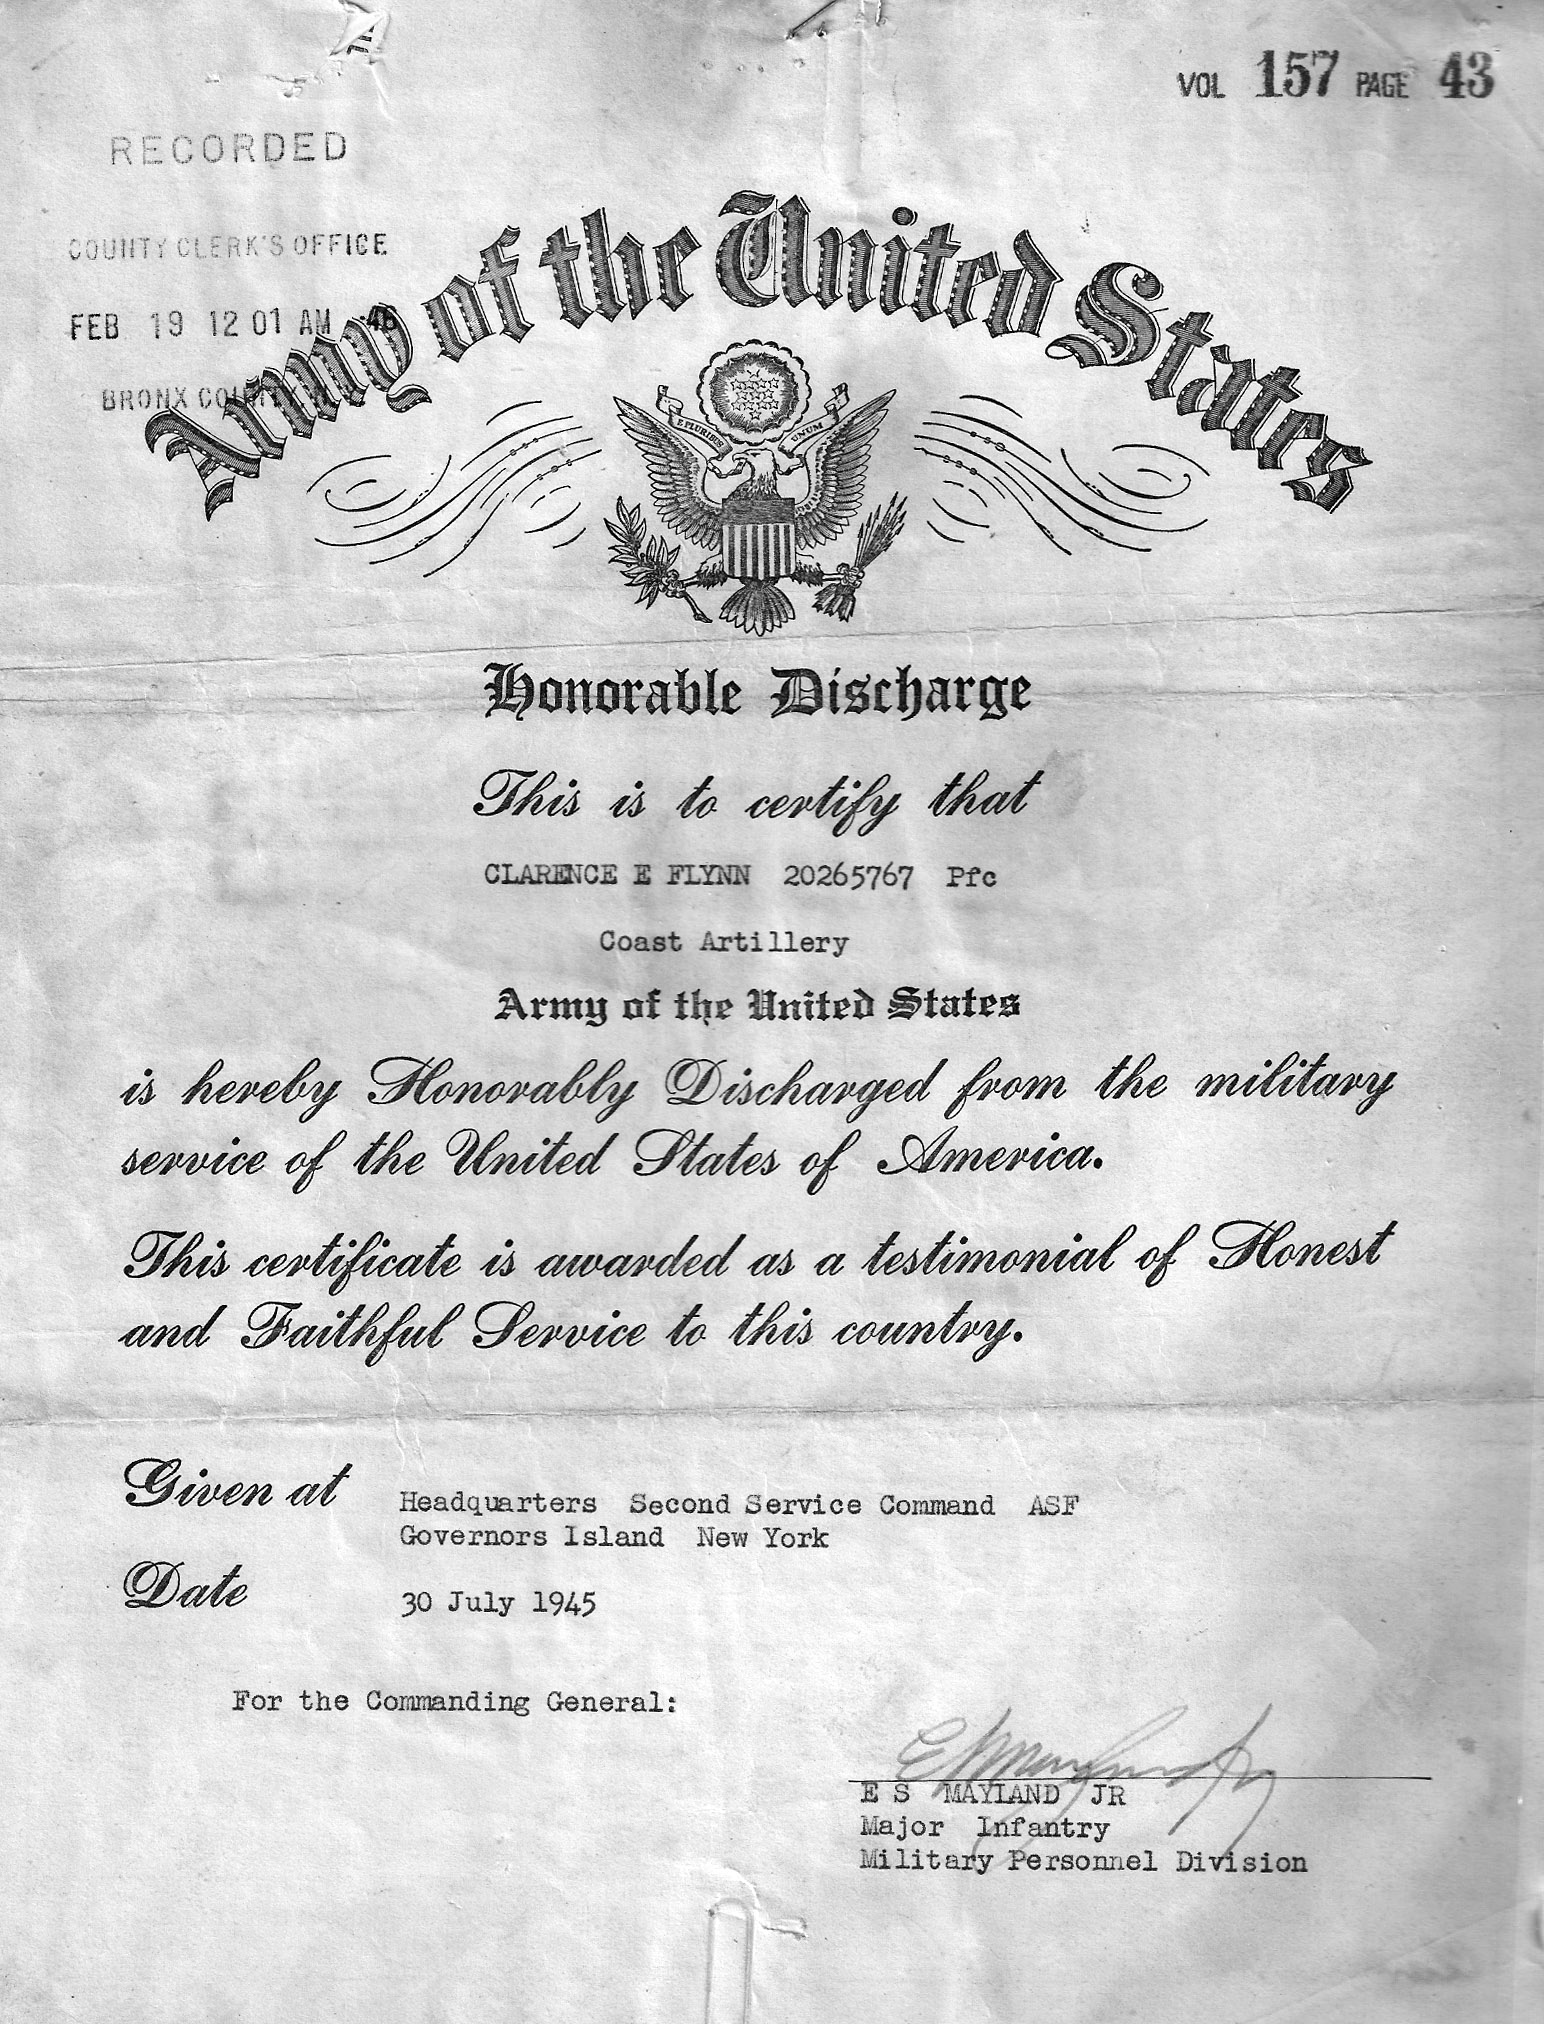 VOL 157 PAGE 43
RECORDED
COUNTY CLERK'S OFFICE
FEB 19 12 01 AM '46
BRONX COUNTY
Army of the United States
E PLURIBUS UNUM
Honorable Discharge
This is to certify that
CLARENCE E FLYNN 20265767 Pfc
Coast Artillery
Army of the United States
is hereby Honorably Discharged from the military
service of the United States of America.
This certificate is awarded as a testimonial of Honest
and Faithful Service to this country.
Given at Headquarters Second Service Command ASF
Governors Island New York
Date 30 July 1945
For the Commanding General:
E S MAYLAND JR
Major Infantry
Military Personnel Division